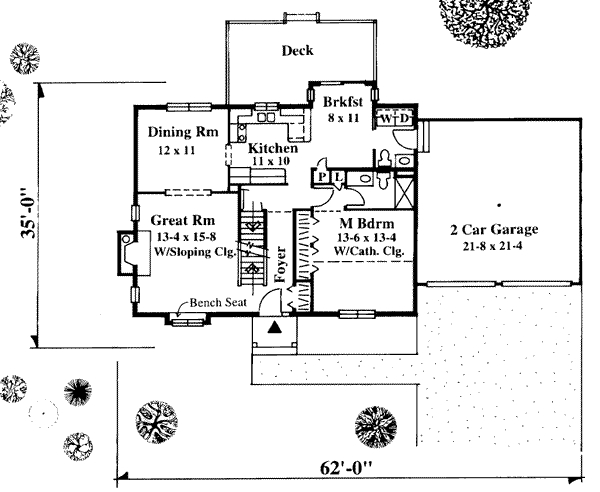 Deck
Brkfst
8 x 11
W D
Dining Rm
12 x 11
Kitchen
11 x 10
P L
35'-0"
Great Rm
13-4 x 15-8
W/Sloping Clg.
Foyer
M Bdrm
13-6 x 13-4
W/Cath. Clg.
2 Car Garage
21-8 x 21-4
Bench Seat
62'-0"